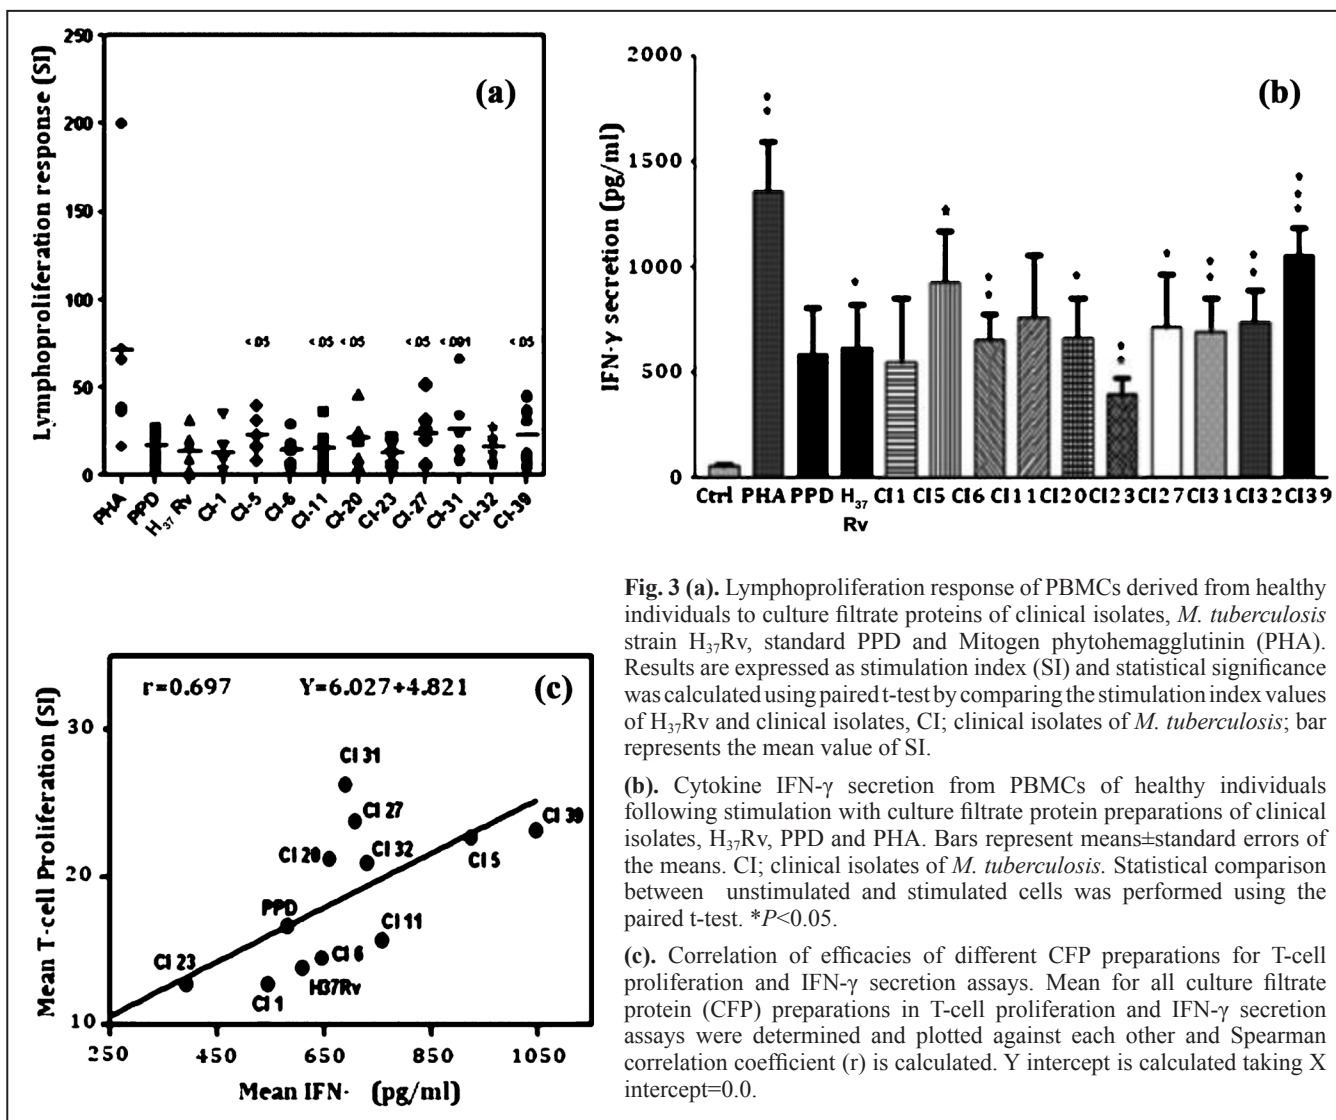 250
200
150
100
50
0
Lymphoproliferation response (SI)
(a)
<.05
<.05
<.05
<.05
<.001
<.05
PHA
PPD
H₃₇ Rv
CI-1
CI-5
CI-6
CI-11
CI-20
CI-23
CI-27
CI-31
CI-32
CI-39
2000
1500
1000
500
0
IFN-γ secretion (pg/ml)
(b)
Ctrl PHA PPD H₃₇ Rv CI1 CI5 CI6 CI11 CI20 CI23 CI27 CI31 CI32 CI39
30
20
10
Mean T-cell Proliferation (SI)
r=0.697 Y=6.027+4.821
(c)
CI 31
CI 27
CI 39
CI 20
CI 32
CI 5
PPD
CI 11
CI 23
CI 6
H37Rv
CI 1
250 450 650 850 1050
Mean IFN- (pg/ml)
Fig. 3 (a). Lymphoproliferation response of PBMCs derived from healthy
individuals to culture filtrate proteins of clinical isolates, M. tuberculosis
strain H₃₇Rv, standard PPD and Mitogen phytohemagglutinin (PHA).
Results are expressed as stimulation index (SI) and statistical significance
was calculated using paired t-test by comparing the stimulation index values
of H₃₇Rv and clinical isolates, CI; clinical isolates of M. tuberculosis; bar
represents the mean value of SI.
(b). Cytokine IFN-γ secretion from PBMCs of healthy individuals
following stimulation with culture filtrate protein preparations of clinical
isolates, H₃₇Rv, PPD and PHA. Bars represent means±standard errors of
the means. CI; clinical isolates of M. tuberculosis. Statistical comparison
between unstimulated and stimulated cells was performed using the
paired t-test. *P<0.05.
(c). Correlation of efficacies of different CFP preparations for T-cell
proliferation and IFN-γ secretion assays. Mean for all culture filtrate
protein (CFP) preparations in T-cell proliferation and IFN-γ secretion
assays were determined and plotted against each other and Spearman
correlation coefficient (r) is calculated. Y intercept is calculated taking X
intercept=0.0.